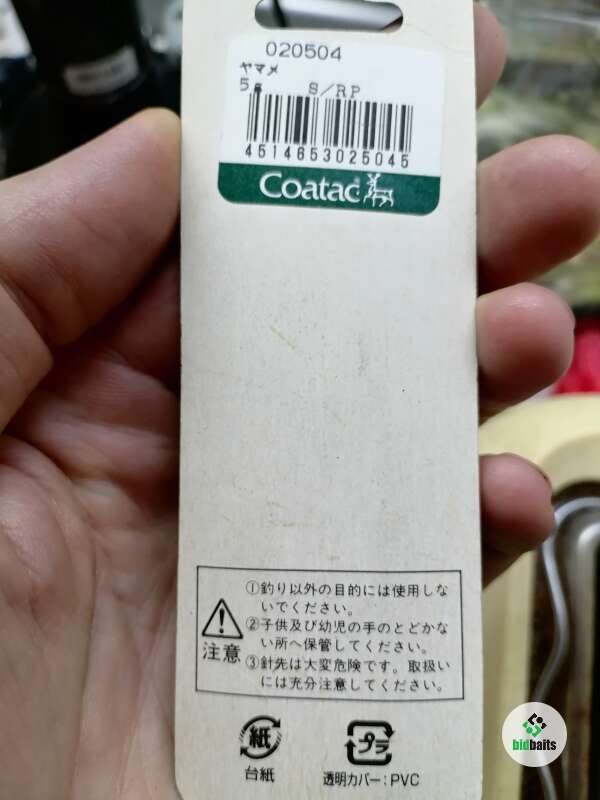 020504
ヤマメ
5g S/RP
4514653025045
Coatac
注意
①釣り以外の目的には使用しな
いでください。
②子供及び幼児の手のとどかな
い所へ保管してください。
③針先は大変危険です。取扱い
には充分注意してください。
紙
台紙
プラ
透明カバー：PVC
bidbaits